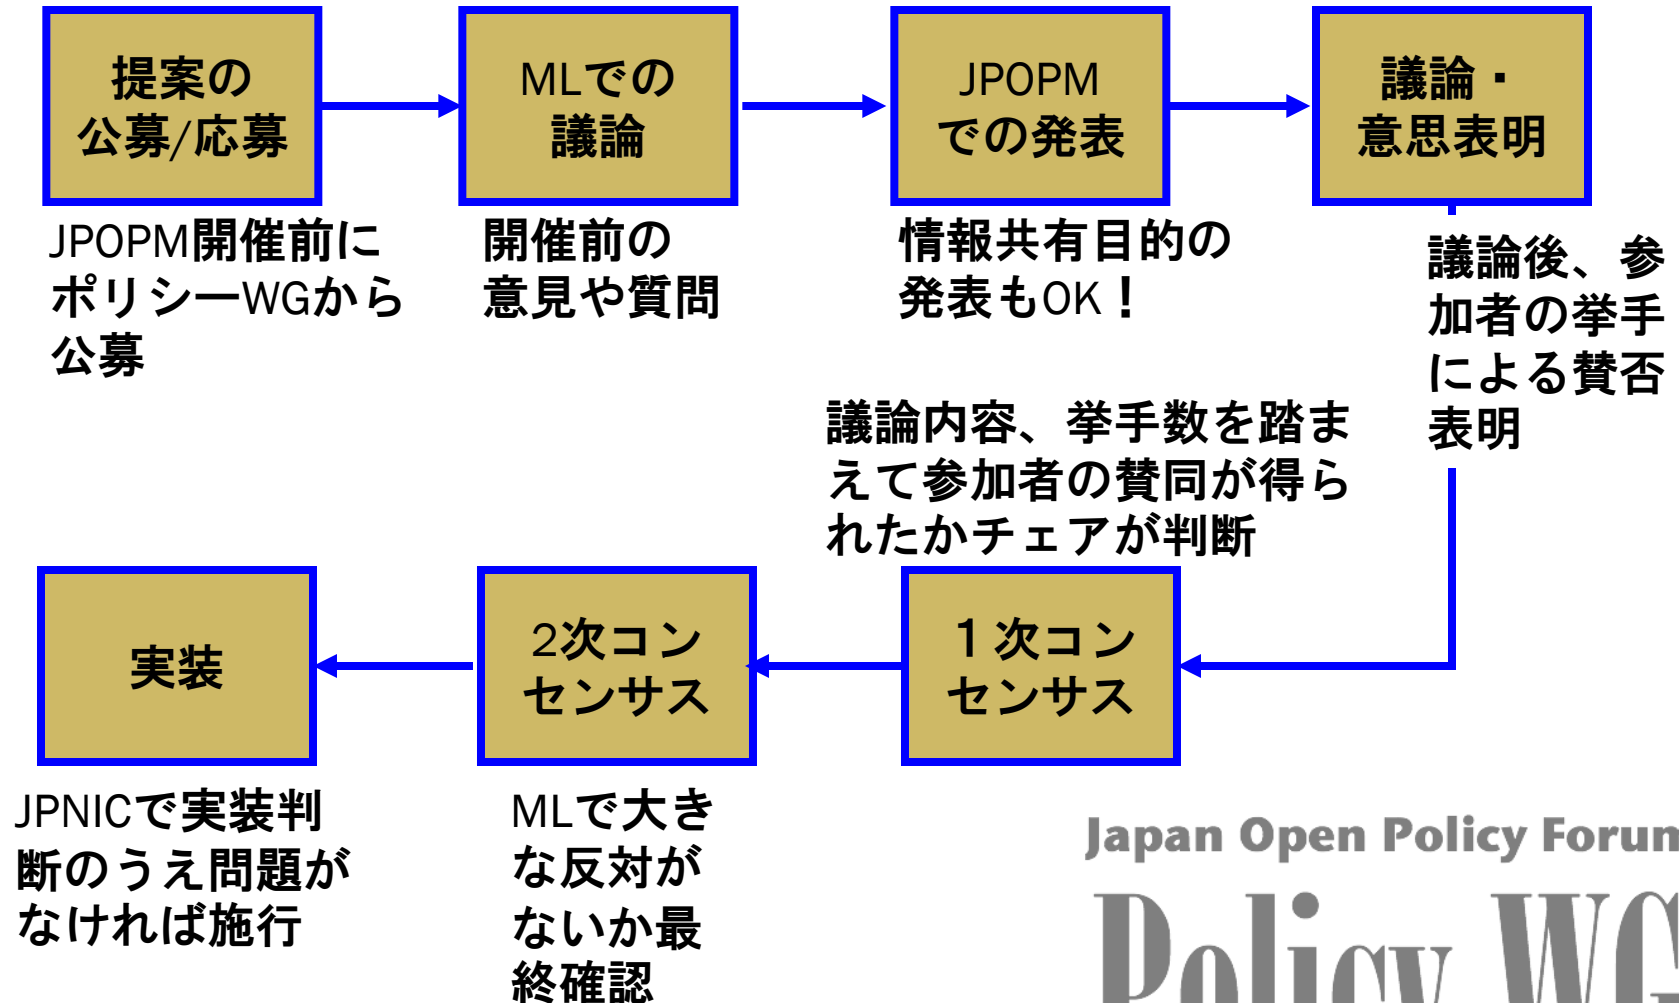 提案の
公募/応募
MLでの
議論
JPOPM
での発表
議論・
意思表明
JPOPM開催前に
ポリシーWGから
公募
開催前の
意見や質問
情報共有目的の
発表もOK！
議論後、参
加者の挙手
による賛否
表明
議論内容、挙手数を踏ま
えて参加者の賛同が得ら
れたかチェアが判断
実装
2次コン
センサス
１次コン
センサス
JPNICで実装判
断のうえ問題が
なければ施行
MLで大き
な反対が
ないか最
終確認
Japan Open Policy Forum
Policy WG